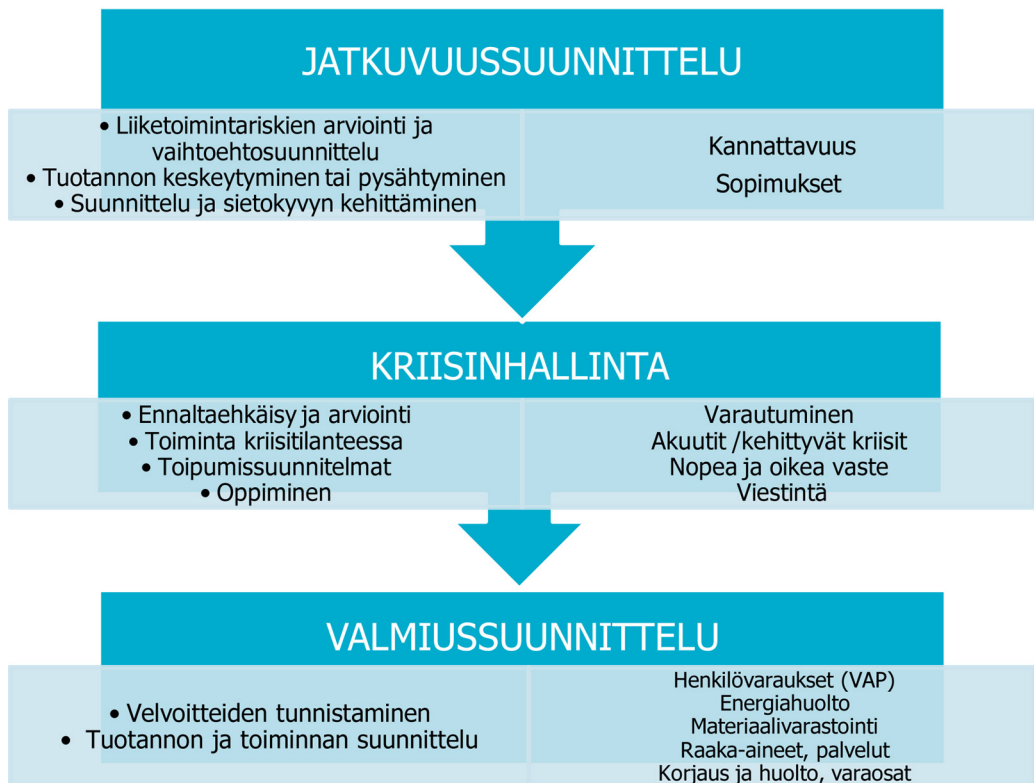 JATKUVUUSSUUNNITTELU
• Liiketoimintariskien arviointi ja
vaihtoehtosuunnittelu
• Tuotannon keskeytyminen tai pysähtyminen
• Suunnittelu ja sietokyvyn kehittäminen
Kannattavuus
Sopimukset
KRIISINHALLINTA
• Ennaltaehkäisy ja arviointi
• Toiminta kriisitilanteessa
• Toipumissuunnitelmat
• Oppiminen
Varautuminen
Akuutit /kehittyvät kriisit
Nopea ja oikea vaste
Viestintä
VALMIUSSUUNNITTELU
• Velvoitteiden tunnistaminen
• Tuotannon ja toiminnan suunnittelu
Henkilövaraukset (VAP)
Energiahuolto
Materiaalivarastointi
Raaka-aineet, palvelut
Korjaus ja huolto, varaosat